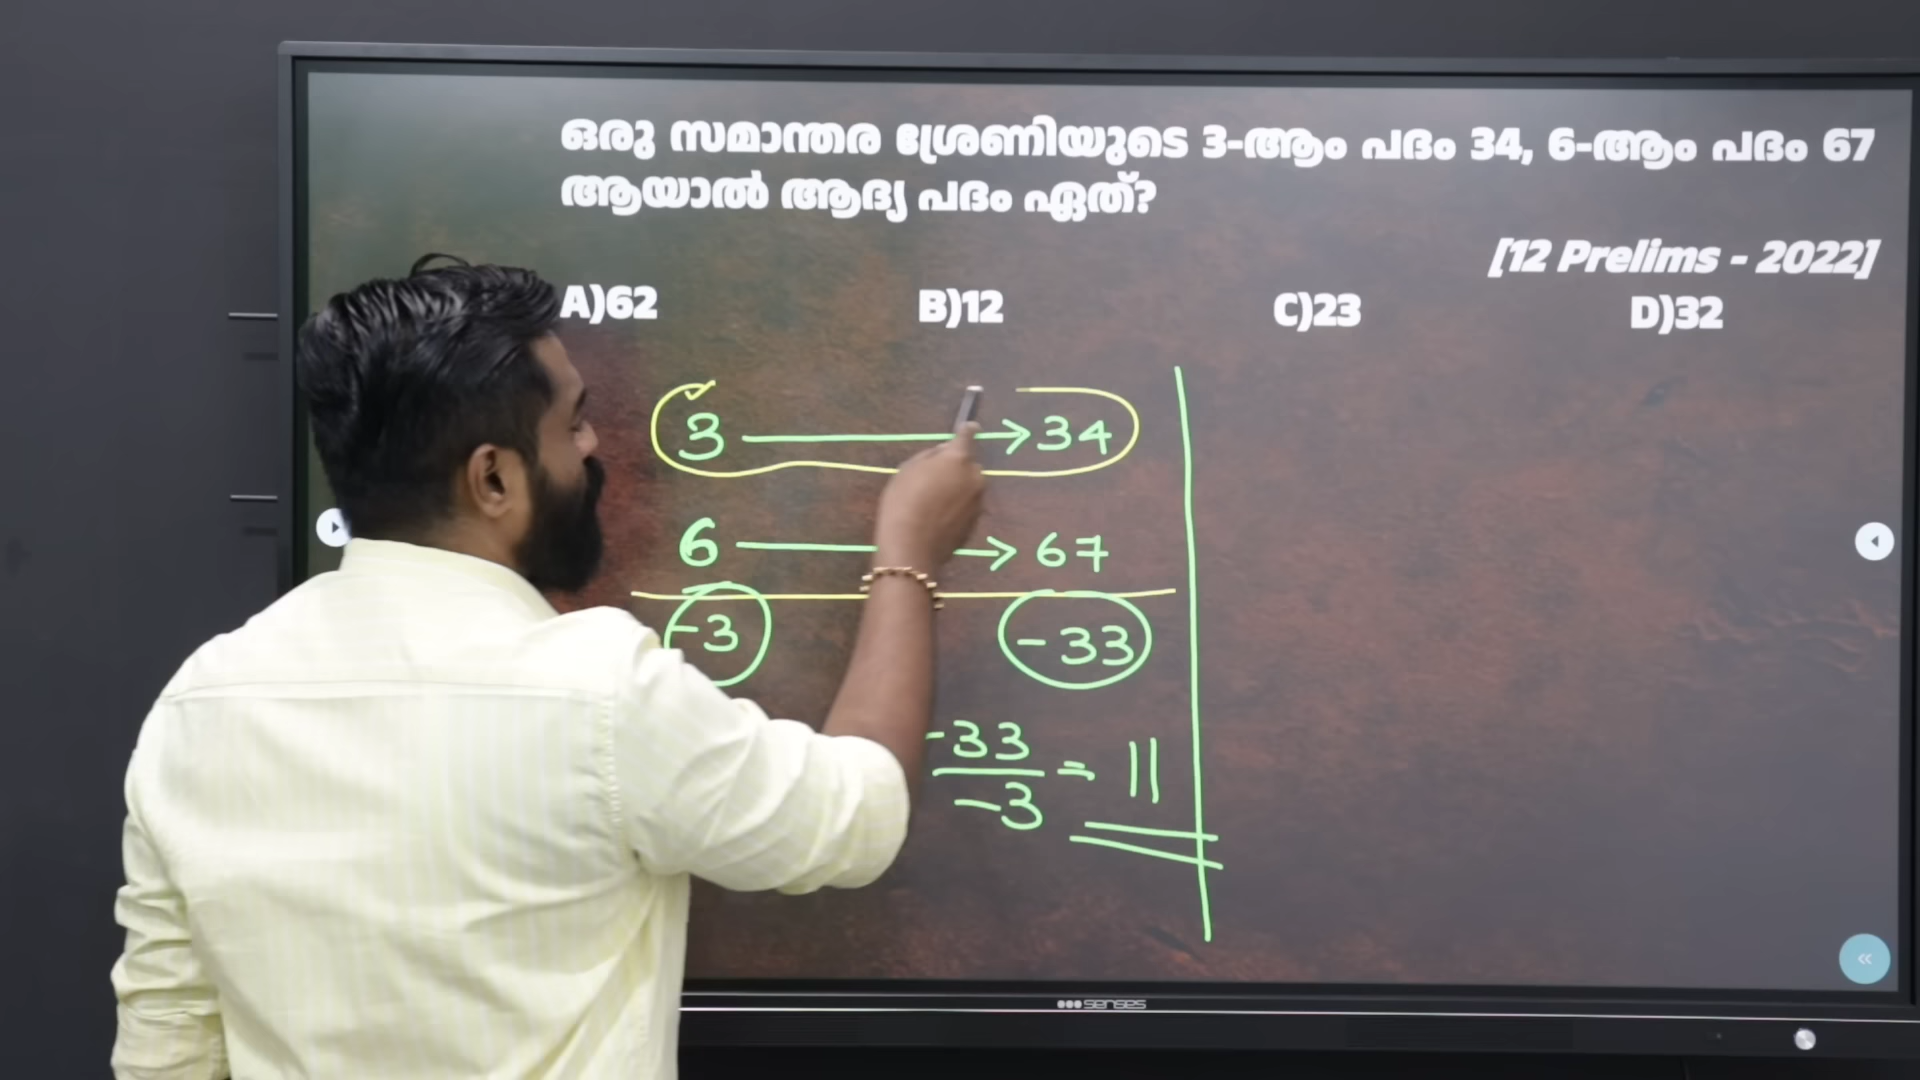 ഒരു സമാന്തര ശ്രേണിയുടെ 3-ആം പദം 34, 6-ആം പദം 67
ആയാൽ ആദ്യ പദം ഏത്?
[12 Prelims - 2022]
A)62 B)12 C)23 D)32
3 → 34
6 → 67
-3 -33
-33/-3 = 11
senses